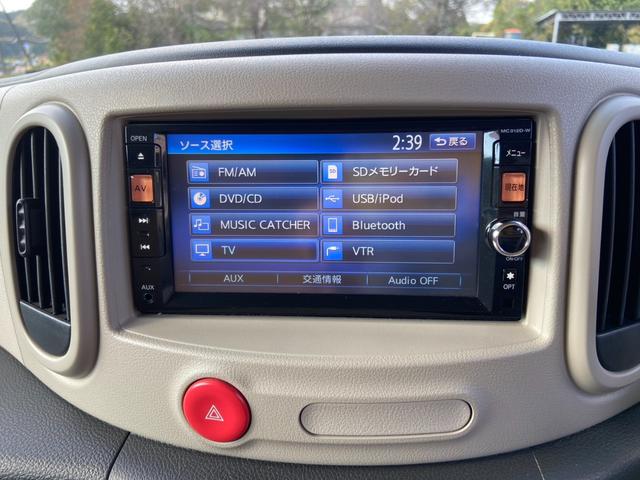 OPEN
MC312D-W
ソース選択
2:39
戻る
メニュー
AV
現在地
FM/AM
SDメモリーカード
DVD/CD
USB/iPod
MUSIC CATCHER
Bluetooth
TV
VTR
AUX
交通情報
Audio OFF
AUX
ON・OFF
OPT